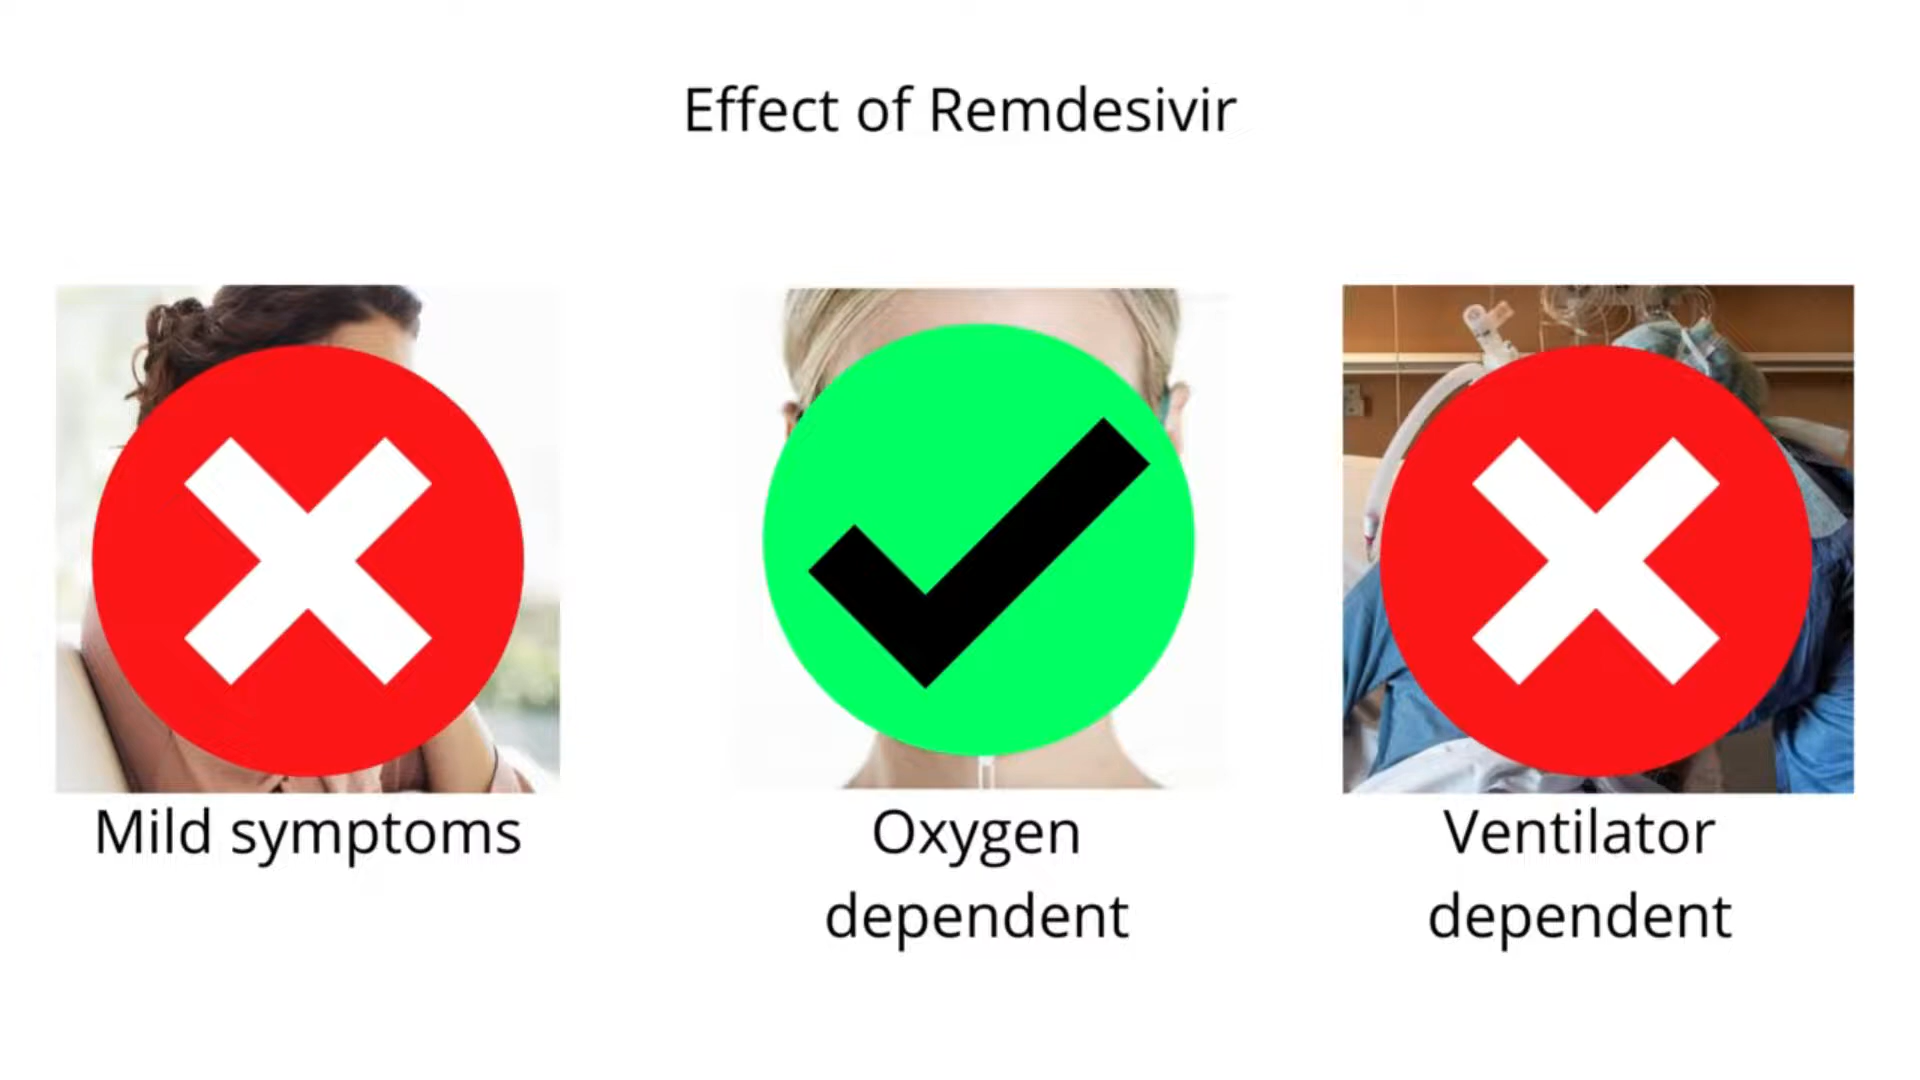 Effect of Remdesivir
Mild symptoms
Oxygen
dependent
Ventilator
dependent